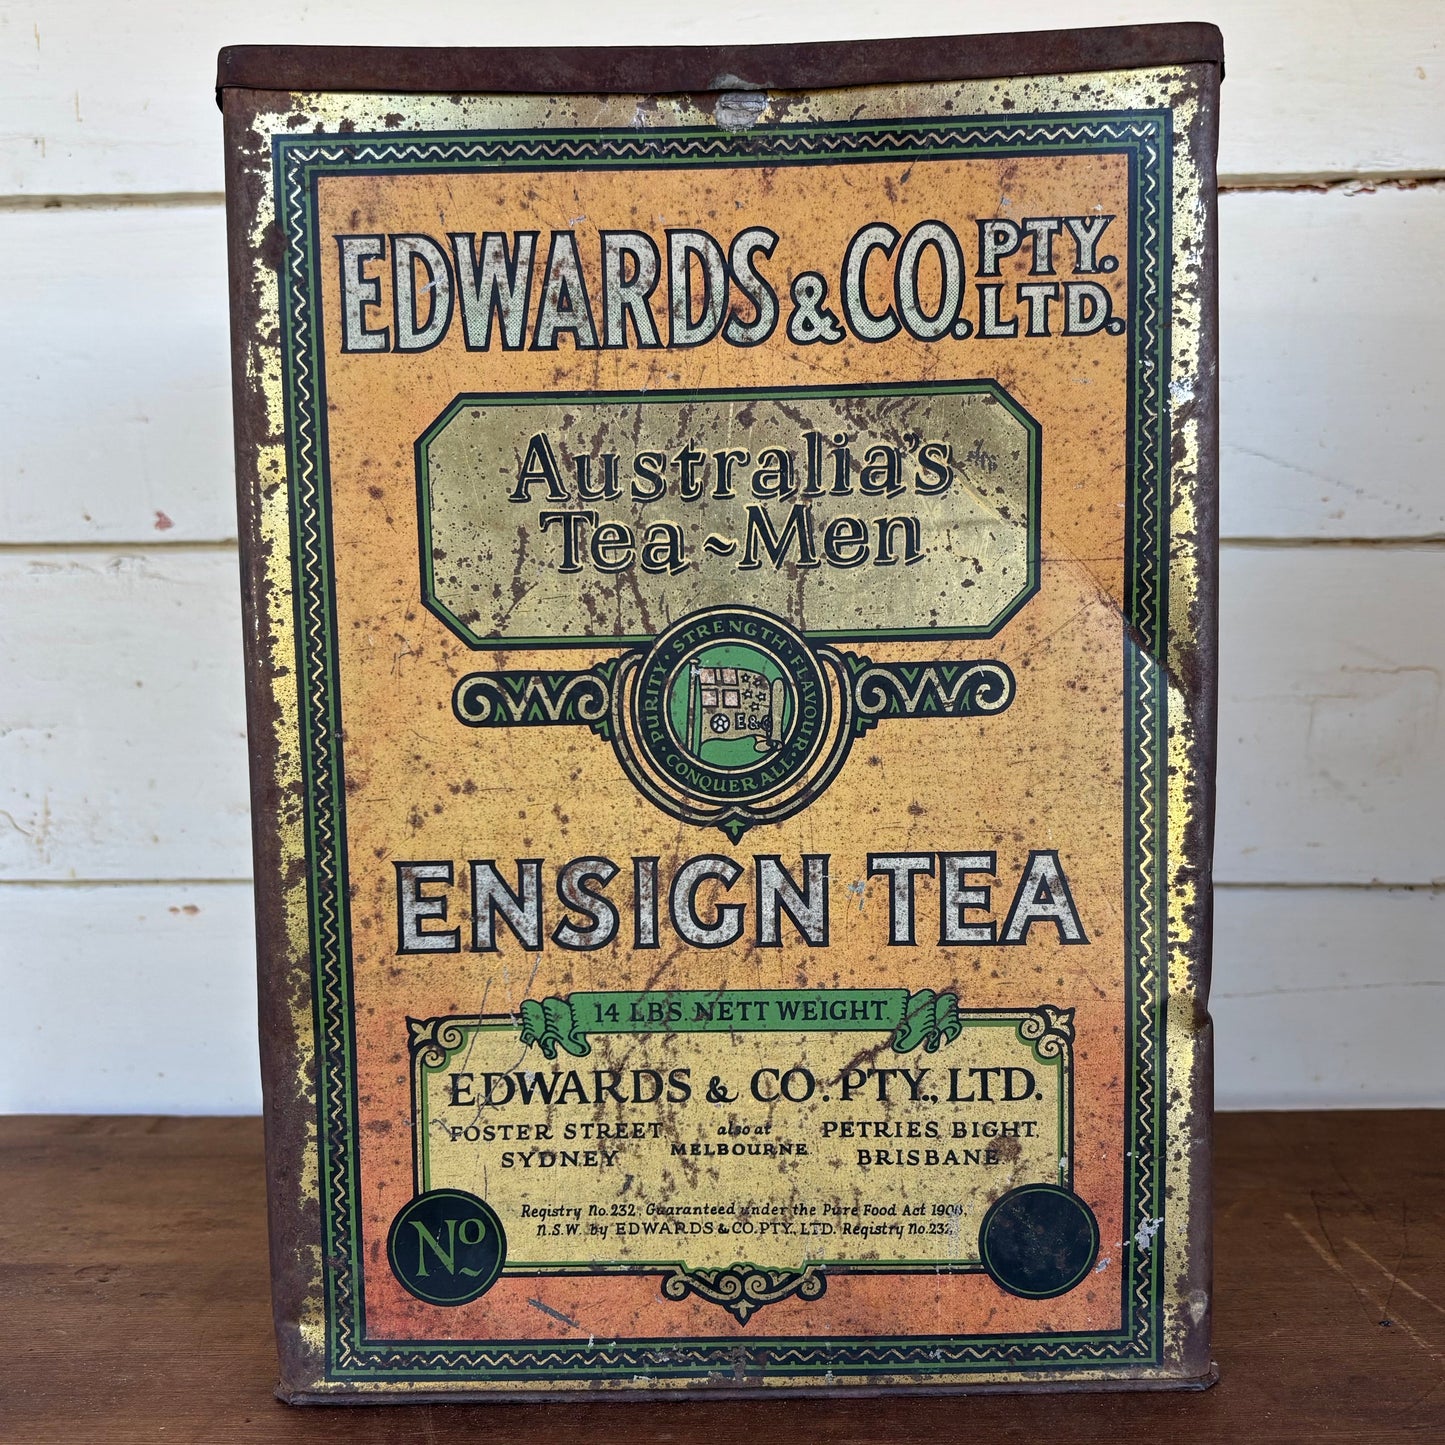 EDWARDS & CO. PTY. LTD.
Australia's
Tea~Men
PURITY · STRENGTH · FLAVOUR · CONQUER ALL ·
E&C
ENSIGN TEA
14 LBS. NETT WEIGHT.
EDWARDS & CO. PTY., LTD.
FOSTER STREET also at PETRIES BIGHT,
SYDNEY MELBOURNE BRISBANE
Registry No. 232, Guaranteed under the Pure Food Act 1908,
N.S.W. by EDWARDS & CO. PTY. LTD. Registry No. 232
No